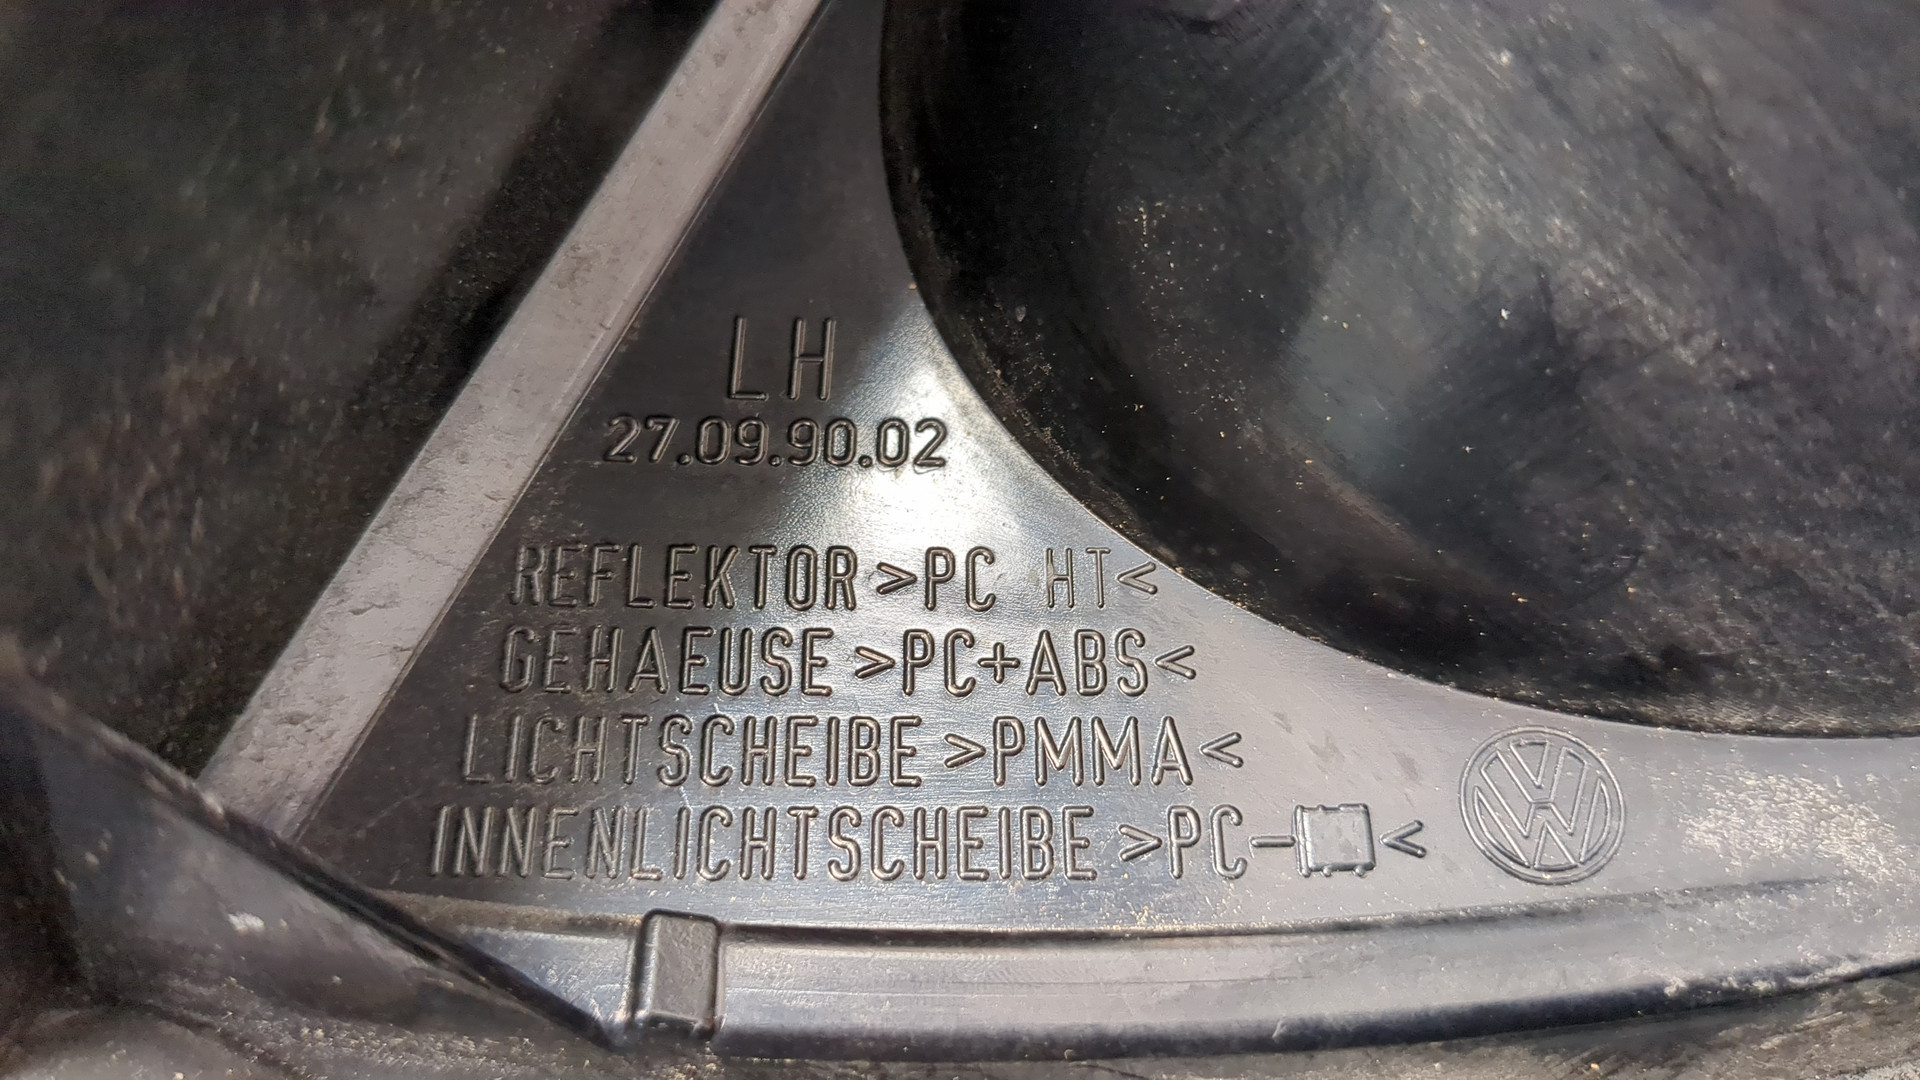 LH
27.09.90.02
REFLEKTOR >PC HT<
GEHAEUSE >PC+ABS<
LICHTSCHEIBE >PMMA<
INNENLICHTSCHEIBE >PC-<